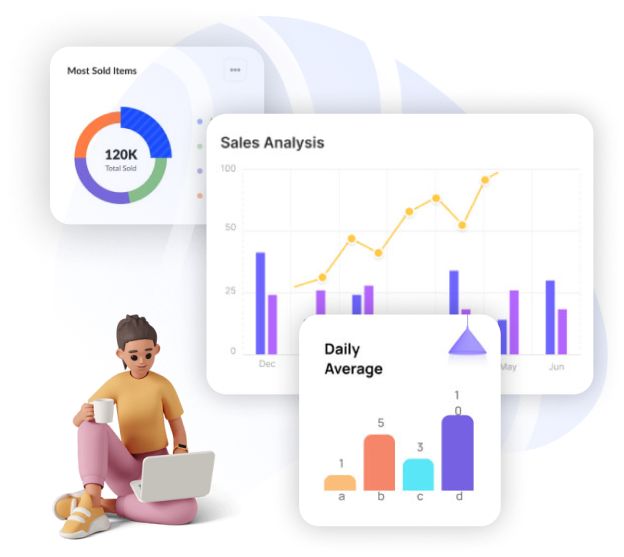 Most Sold Items
•••
120K
Total Sold
Sales Analysis
100
50
25
0
Dec
May
Jun
Daily
Average
1
5
3
1
0
a
b
c
d